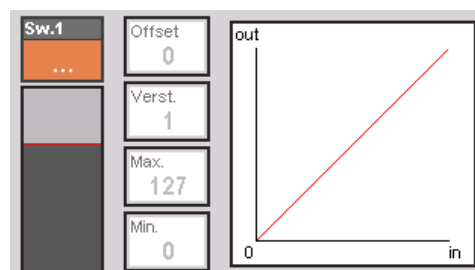 Sw.1
...
Offset
0
Verst.
1
Max.
127
Min.
0
out
0
in